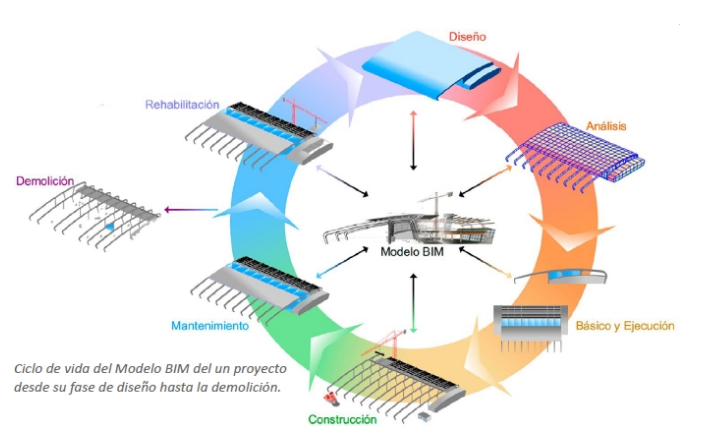 Diseño
Rehabilitación
Análisis
Demolición
Modelo BIM
Mantenimiento
Básico y Ejecución
Ciclo de vida del Modelo BIM del un proyecto
desde su fase de diseño hasta la demolición.
Construcción